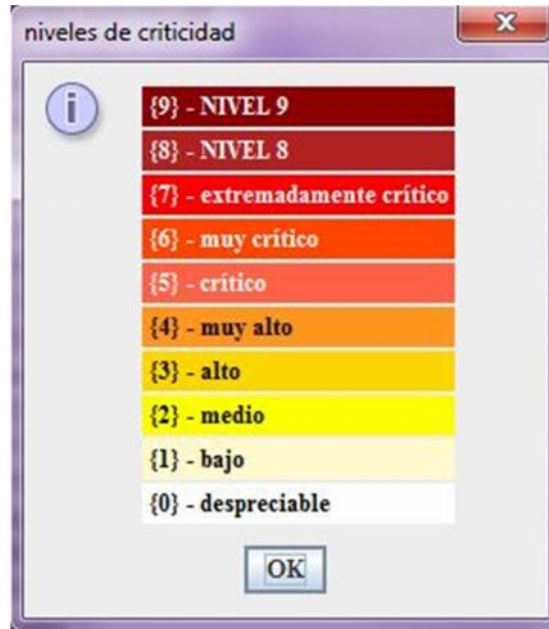 niveles de criticidad
{9} - NIVEL 9
{8} - NIVEL 8
{7} - extremadamente crítico
{6} - muy crítico
{5} - crítico
{4} - muy alto
{3} - alto
{2} - medio
{1} - bajo
{0} - despreciable
OK